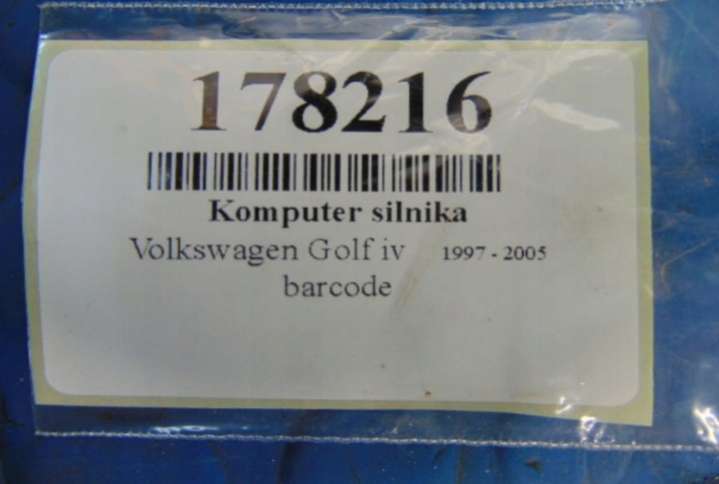 178216
Komputer silnika
Volkswagen Golf iv 1997 - 2005
barcode